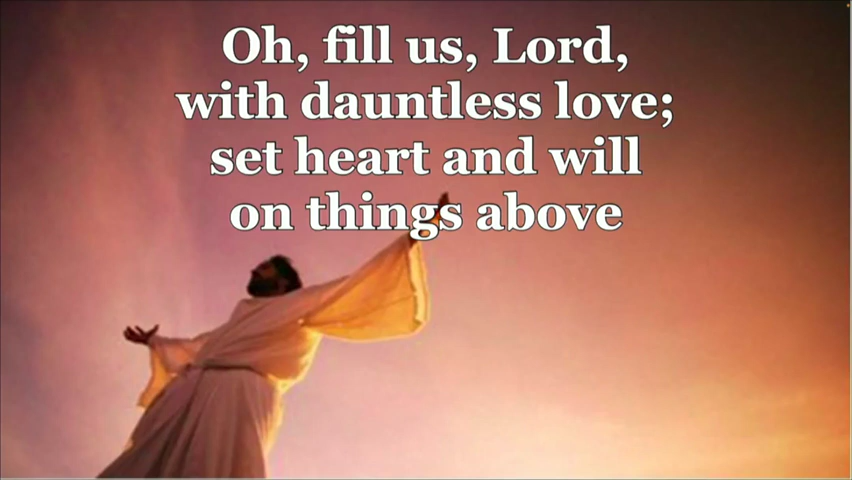 Oh, fill us, Lord,
with dauntless love;
set heart and will
on things above